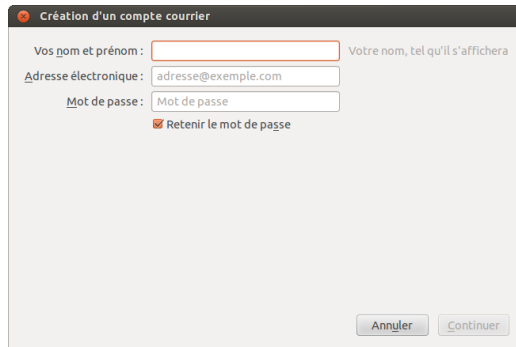 Création d'un compte courrier
Vos nom et prénom : Votre nom, tel qu'il s'affichera
Adresse électronique : adresse@exemple.com
Mot de passe : Mot de passe
Retenir le mot de passe
Annuler Continuer